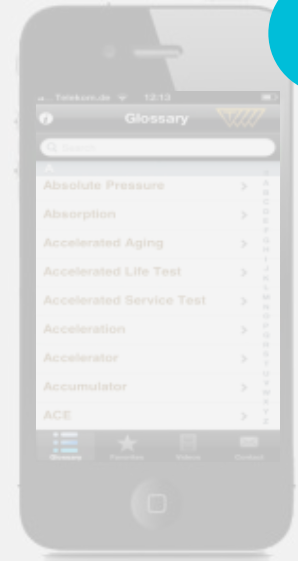 Telekom.de 12:13
Glossary
Search
A
Absolute Pressure
Absorption
Accelerated Aging
Accelerated Life Test
Accelerated Service Test
Acceleration
Accelerator
Accumulator
ACE
Glossary Favorites Videos Contact